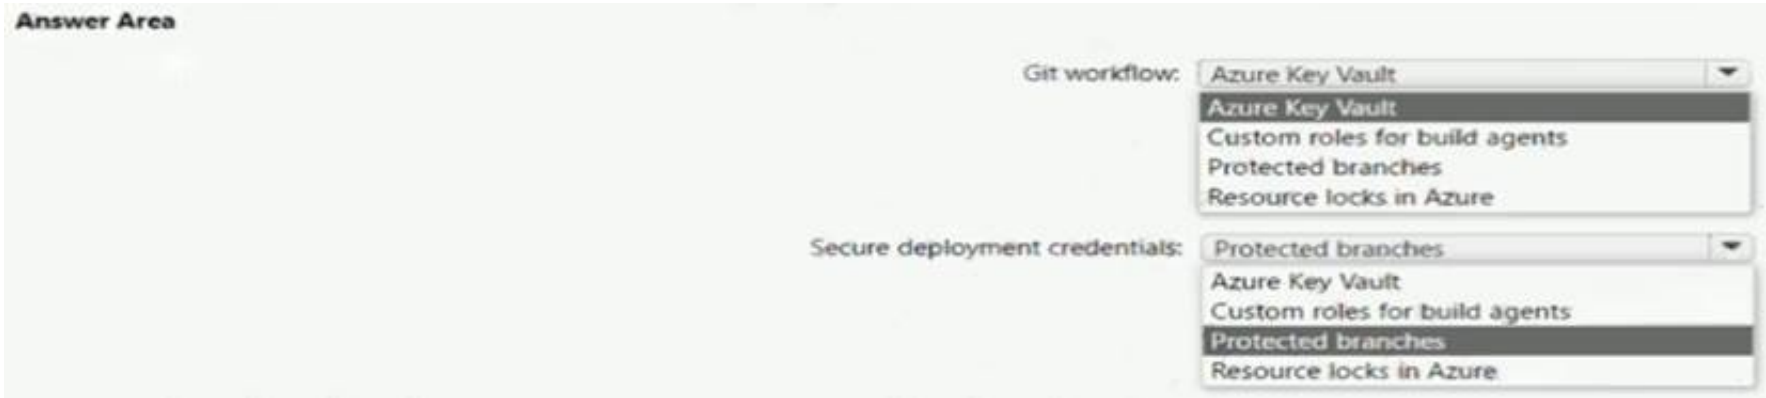 Answer Area
Git workflow: Azure Key Vault
Azure Key Vault
Custom roles for build agents
Protected branches
Resource locks in Azure
Secure deployment credentials: Protected branches
Azure Key Vault
Custom roles for build agents
Protected branches
Resource locks in Azure